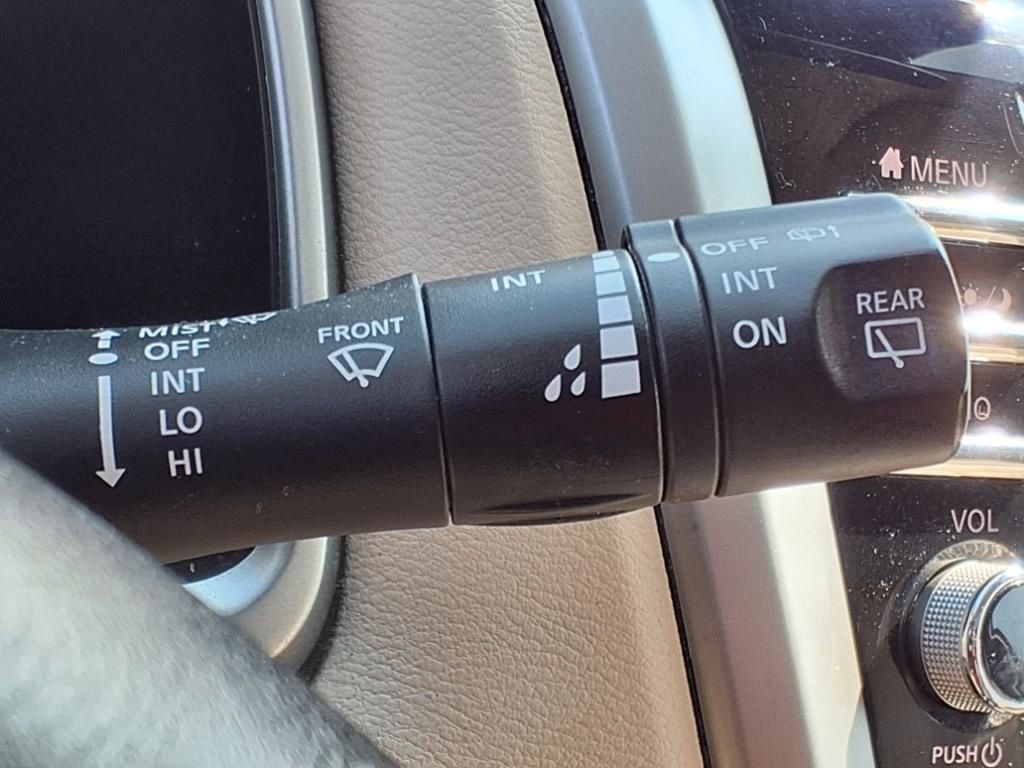 MIST
OFF
INT
LO
HI
FRONT
INT
OFF
INT
ON
REAR
MENU
VOL
PUSH